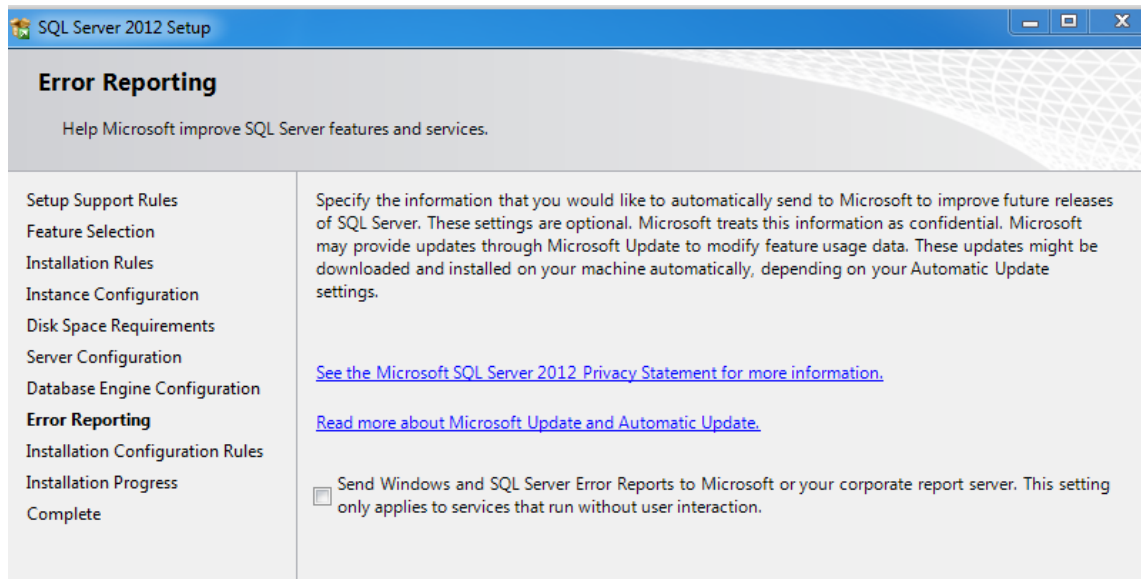 SQL Server 2012 Setup
Error Reporting
Help Microsoft improve SQL Server features and services.
Setup Support Rules
Feature Selection
Installation Rules
Instance Configuration
Disk Space Requirements
Server Configuration
Database Engine Configuration
Error Reporting
Installation Configuration Rules
Installation Progress
Complete
Specify the information that you would like to automatically send to Microsoft to improve future releases
of SQL Server. These settings are optional. Microsoft treats this information as confidential. Microsoft
may provide updates through Microsoft Update to modify feature usage data. These updates might be
downloaded and installed on your machine automatically, depending on your Automatic Update
settings.
See the Microsoft SQL Server 2012 Privacy Statement for more information.
Read more about Microsoft Update and Automatic Update.
Send Windows and SQL Server Error Reports to Microsoft or your corporate report server. This setting
only applies to services that run without user interaction.